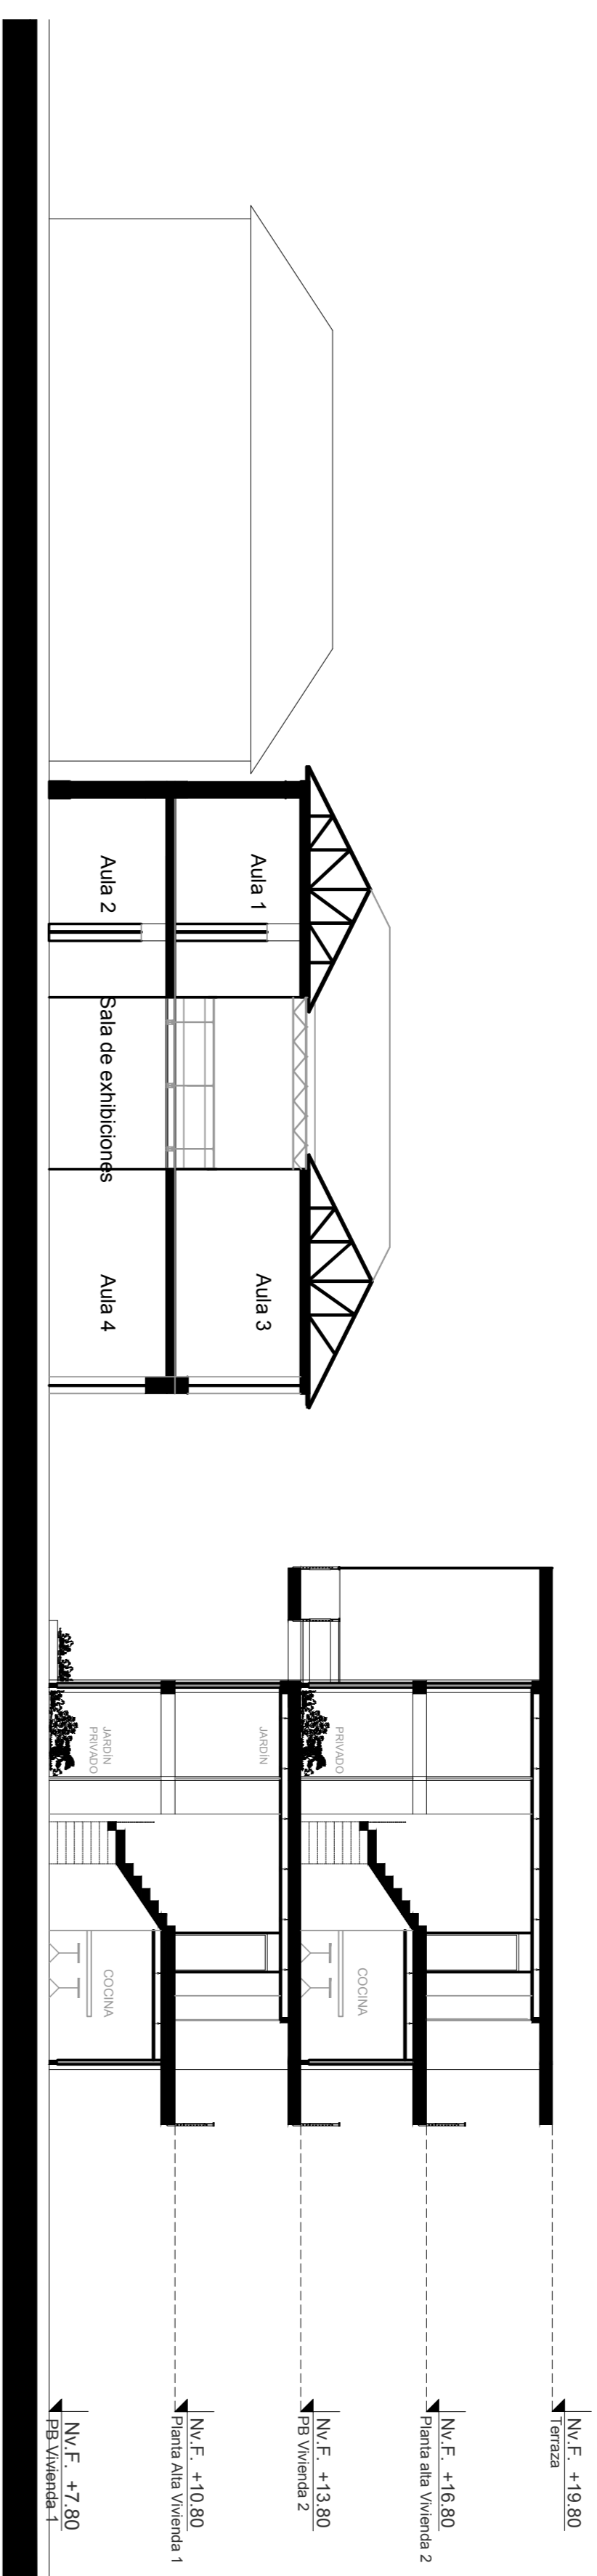 Nv.F. +19.80
Terraza
Nv.F. +16.80
Planta alta Vivienda 2
Nv.F. +13.80
PB Vivienda 2
Nv.F. +10.80
Planta Alta Vivienda 1
Nv.F. +7.80
PB Vivienda 1
Aula 1
Aula 3
Aula 2
Sala de exhibiciones
Aula 4
PRIVADO
COCINA
JARDÍN
JARDÍN
PRIVADO
COCINA